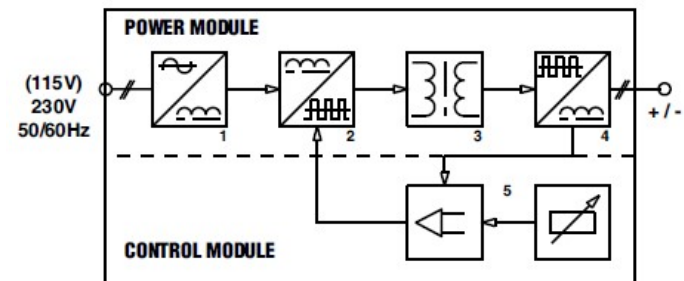 POWER MODULE
(115V)
230V
50/60Hz
1
2
3
4
+ / -
5
CONTROL MODULE